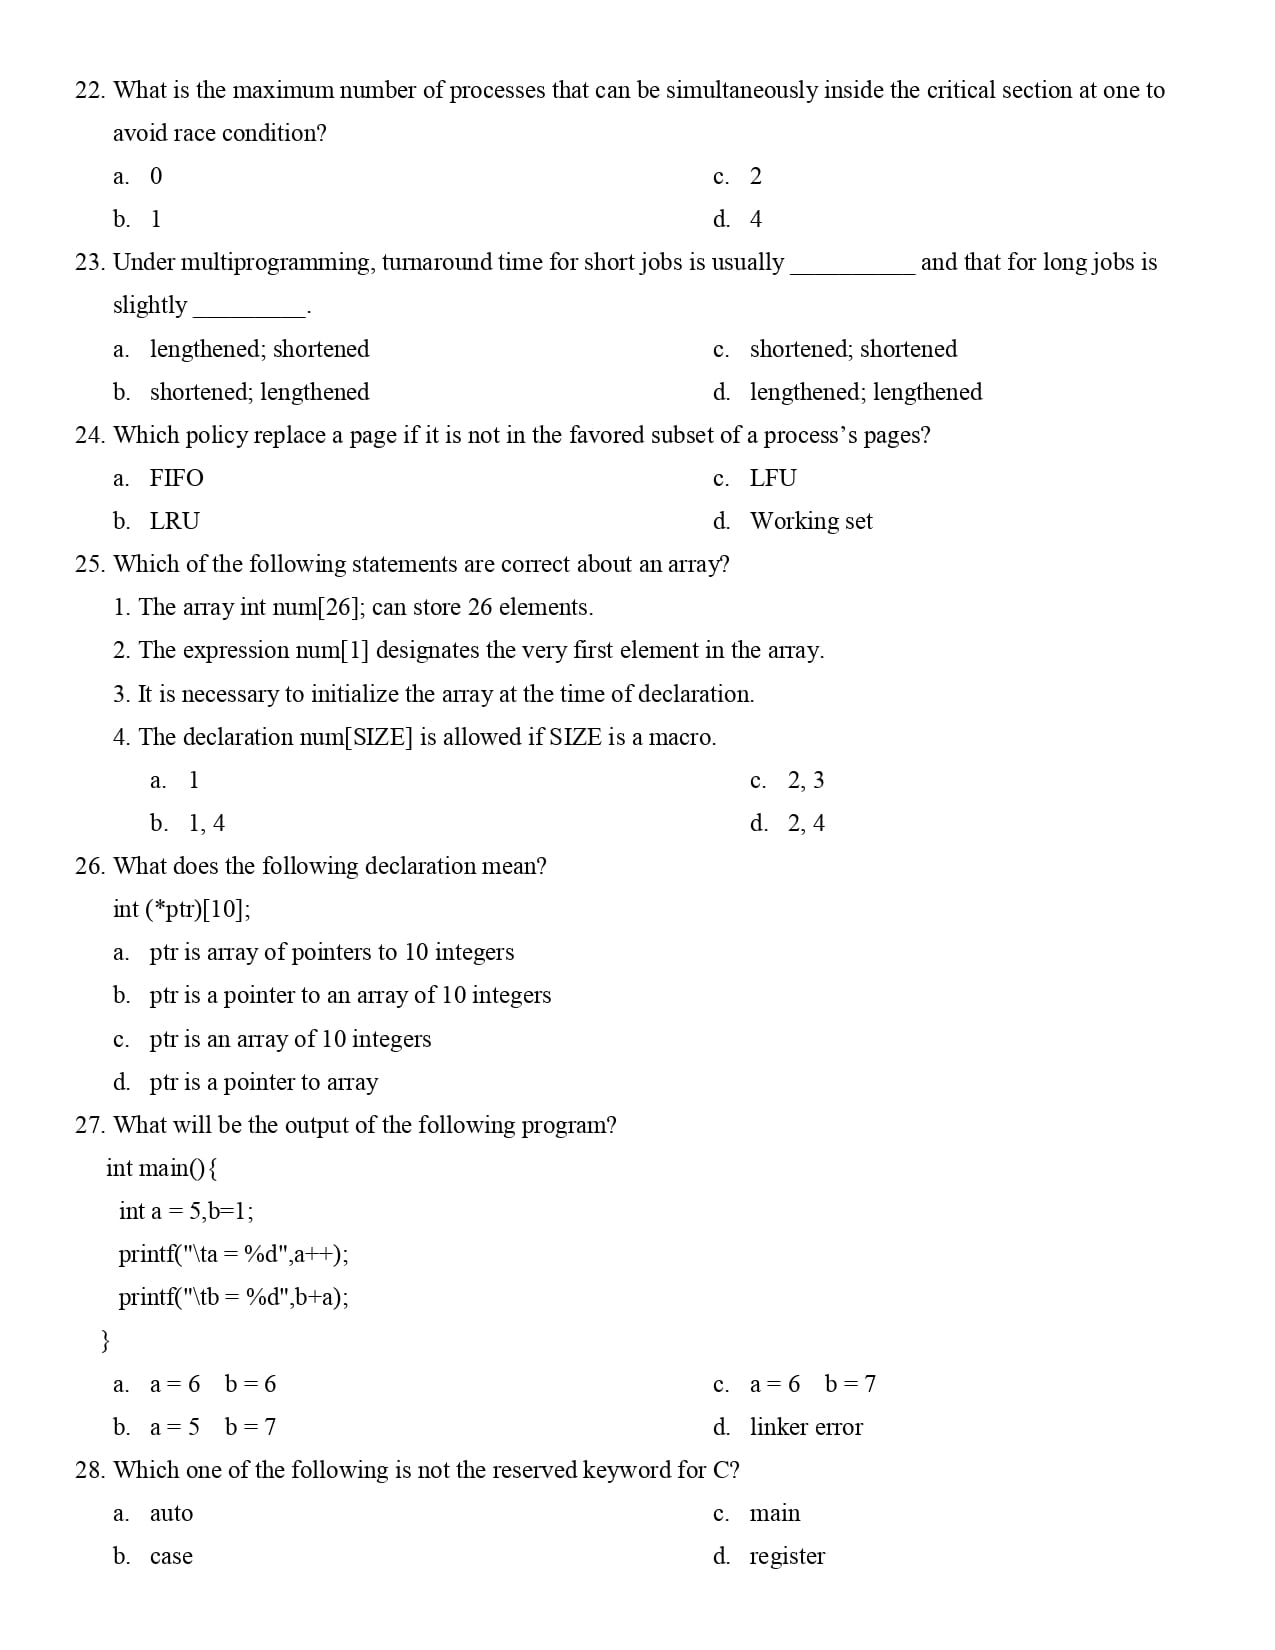 22. What is the maximum number of processes that can be simultaneously inside the critical section at one to
avoid race condition?
a. 0
b. 1
c. 2
d. 4
23. Under multiprogramming, turnaround time for short jobs is usually __________ and that for long jobs is
slightly _________.
a. lengthened; shortened
b. shortened; lengthened
c. shortened; shortened
d. lengthened; lengthened
24. Which policy replace a page if it is not in the favored subset of a process’s pages?
a. FIFO
b. LRU
c. LFU
d. Working set
25. Which of the following statements are correct about an array?
1. The array int num[26]; can store 26 elements.
2. The expression num[1] designates the very first element in the array.
3. It is necessary to initialize the array at the time of declaration.
4. The declaration num[SIZE] is allowed if SIZE is a macro.
a. 1
b. 1, 4
c. 2, 3
d. 2, 4
26. What does the following declaration mean?
int (*ptr)[10];
a. ptr is array of pointers to 10 integers
b. ptr is a pointer to an array of 10 integers
c. ptr is an array of 10 integers
d. ptr is a pointer to array
27. What will be the output of the following program?
int main(){
int a = 5,b=1;
printf("\ta = %d",a++);
printf("\tb = %d",b+a);
}
a. a = 6 b = 6
b. a = 5 b = 7
c. a = 6 b = 7
d. linker error
28. Which one of the following is not the reserved keyword for C?
a. auto
b. case
c. main
d. register